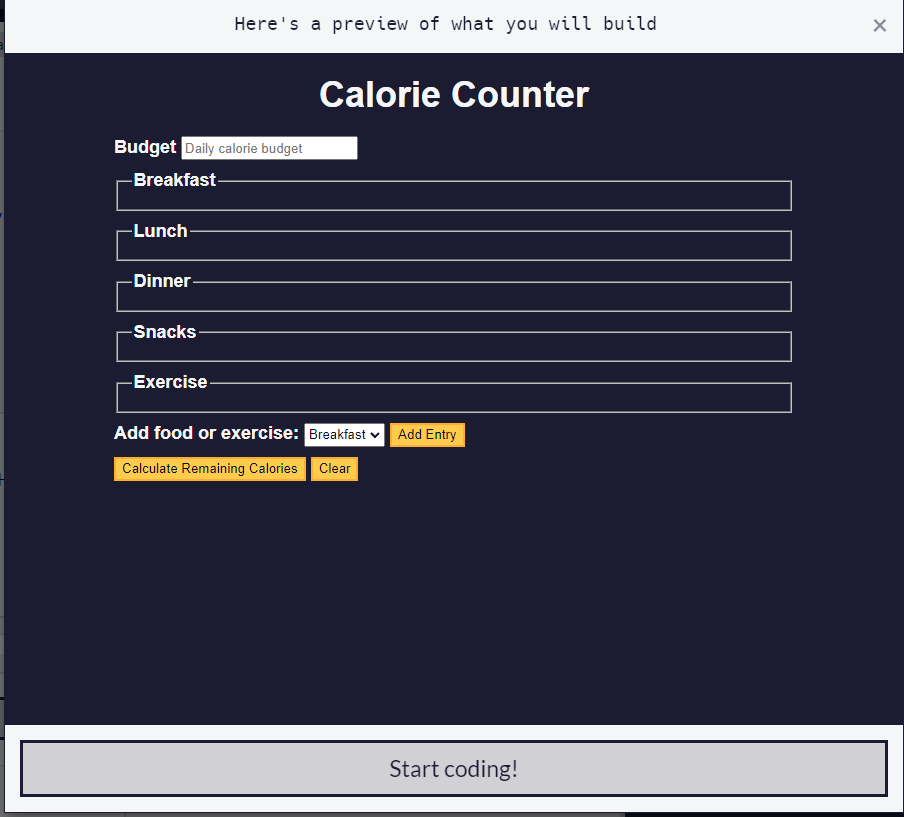 Here's a preview of what you will build ×
Calorie Counter
Budget Daily calorie budget
Breakfast
Lunch
Dinner
Snacks
Exercise
Add food or exercise: Breakfast Add Entry
Calculate Remaining Calories Clear
Start coding!